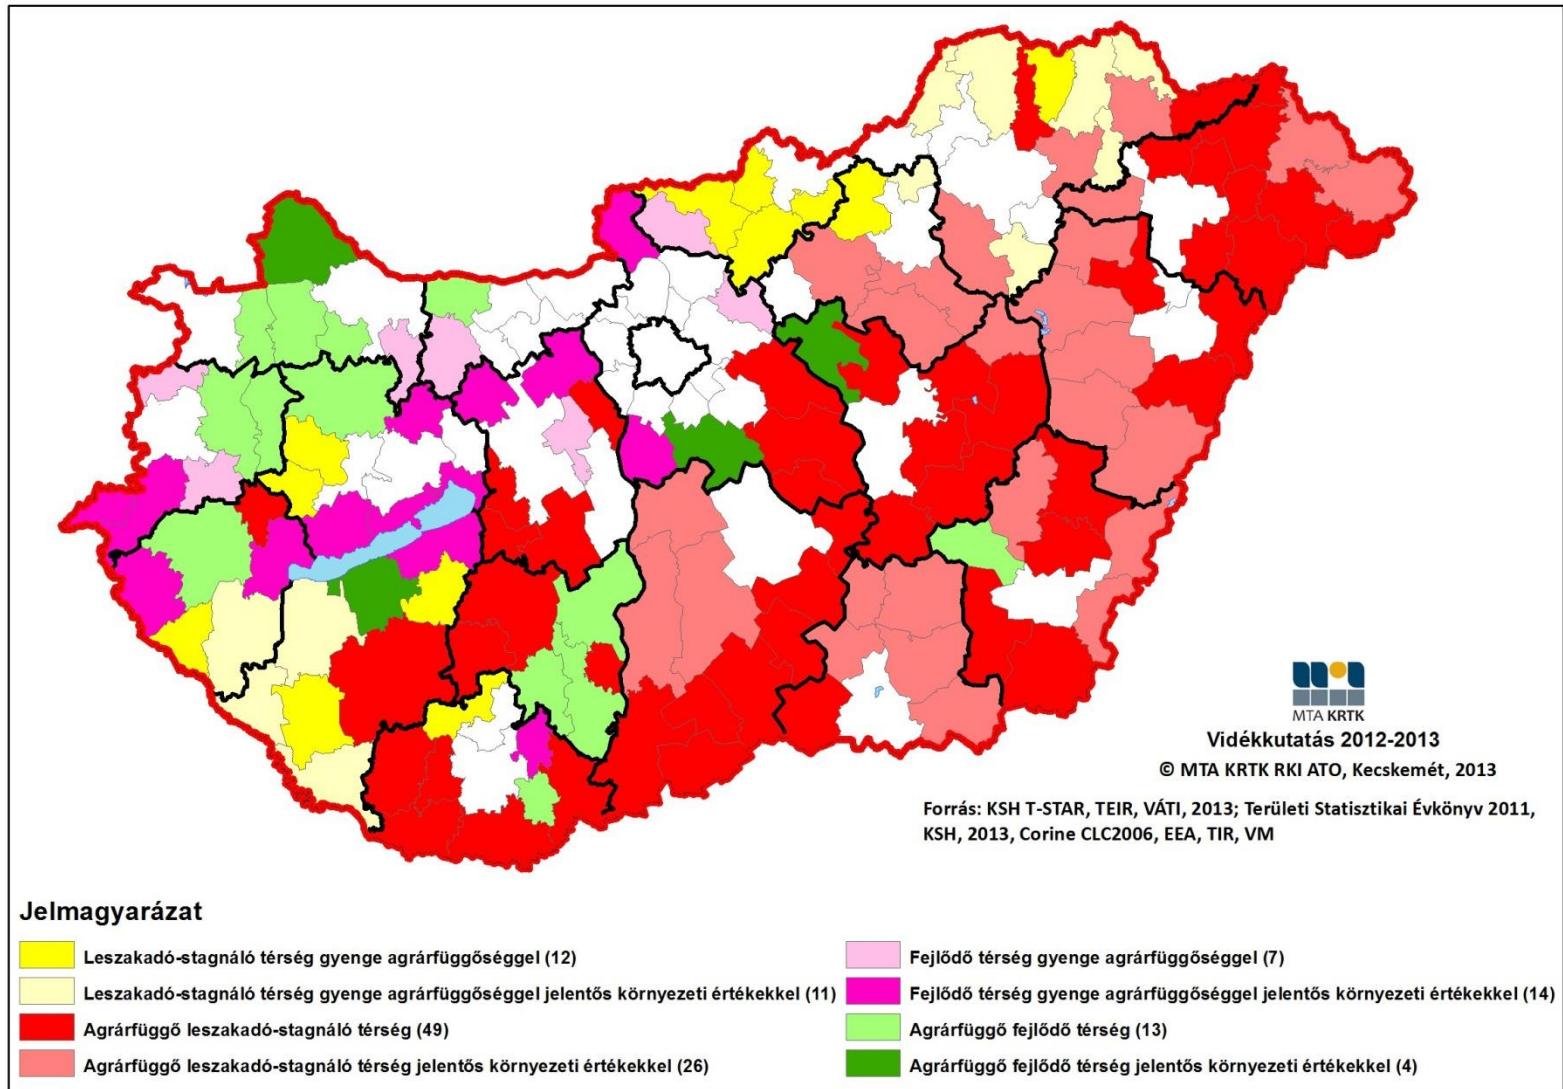 MTA KRTK
Vidékkutatás 2012-2013
© MTA KRTK RKI ATO, Kecskemét, 2013
Forrás: KSH T-STAR, TEIR, VÁTI, 2013; Területi Statisztikai Évkönyv 2011,
KSH, 2013, Corine CLC2006, EEA, TIR, VM
Jelmagyarázat
Leszakadó-stagnáló térség gyenge agrárfüggőséggel (12)
Leszakadó-stagnáló térség gyenge agrárfüggőséggel jelentős környezeti értékekkel (11)
Agrárfüggő leszakadó-stagnáló térség (49)
Agrárfüggő leszakadó-stagnáló térség jelentős környezeti értékekkel (26)
Fejlődő térség gyenge agrárfüggőséggel (7)
Fejlődő térség gyenge agrárfüggőséggel jelentős környezeti értékekkel (14)
Agrárfüggő fejlődő térség (13)
Agrárfüggő fejlődő térség jelentős környezeti értékekkel (4)